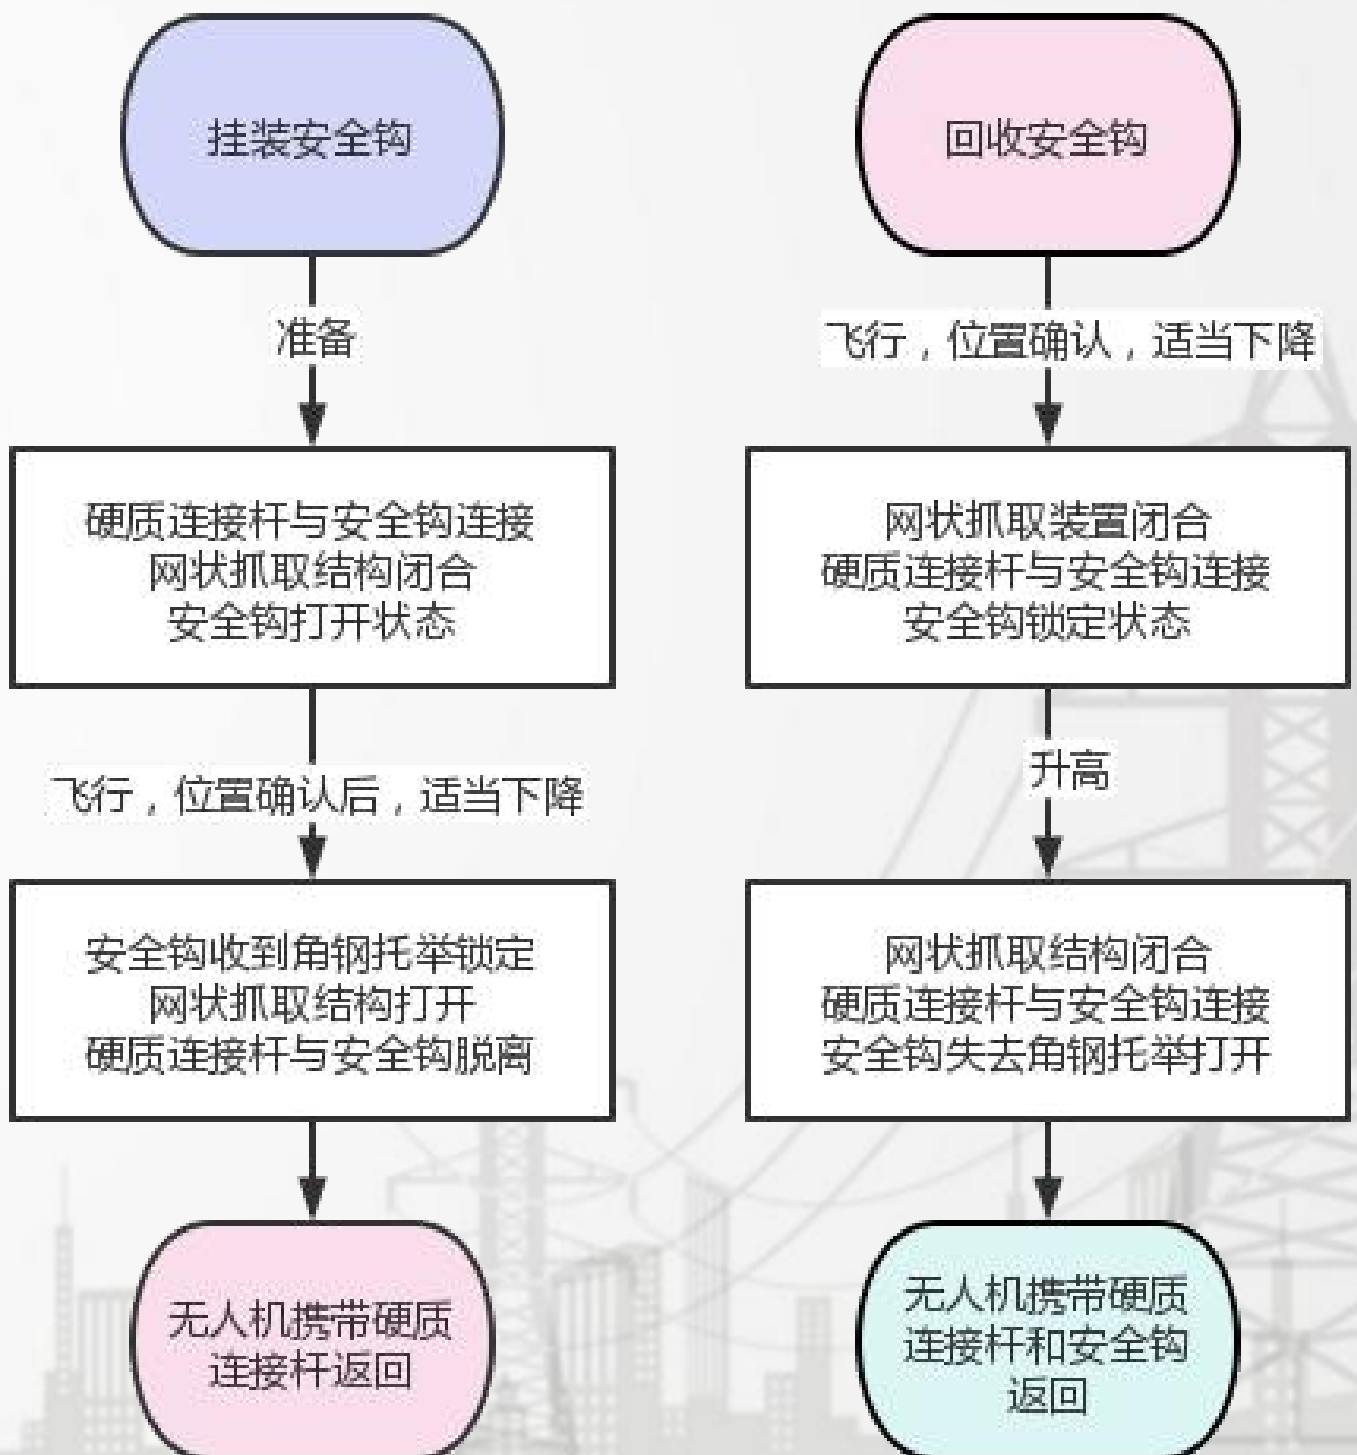 挂装安全钩
准备
硬质连接杆与安全钩连接
网状抓取结构闭合
安全钩打开状态
飞行，位置确认后，适当下降
安全钩收到角钢托举锁定
网状抓取结构打开
硬质连接杆与安全钩脱离
无人机携带硬质
连接杆返回
回收安全钩
飞行，位置确认，适当下降
网状抓取装置闭合
硬质连接杆与安全钩连接
安全钩锁定状态
升高
网状抓取结构闭合
硬质连接杆与安全钩连接
安全钩失去角钢托举打开
无人机携带硬质
连接杆和安全钩
返回